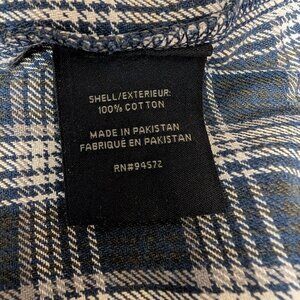 SHELL/EXTERIEUR:
100% COTTON
MADE IN PAKISTAN
FABRIQUÉ EN PAKISTAN
RN#94572